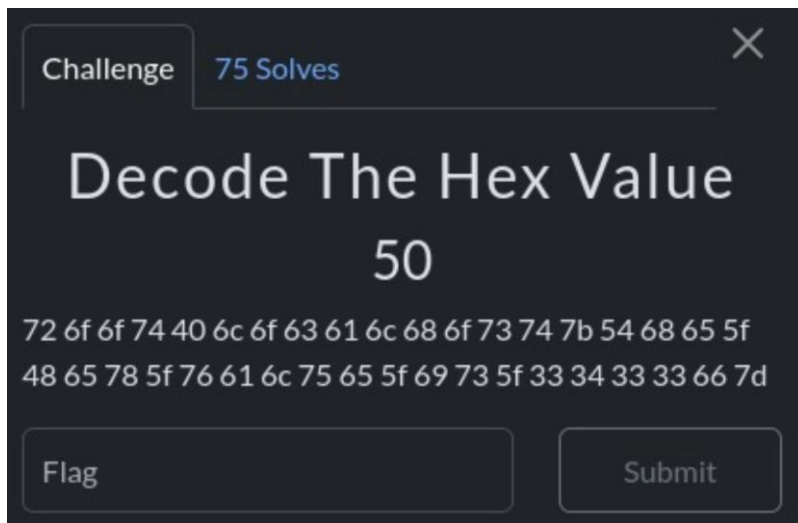 Challenge 75 Solves
Decode The Hex Value
50
72 6f 6f 74 40 6c 6f 63 61 6c 68 6f 73 74 7b 54 68 65 5f
48 65 78 5f 76 61 6c 75 65 5f 69 73 5f 33 34 33 33 66 7d
Flag Submit